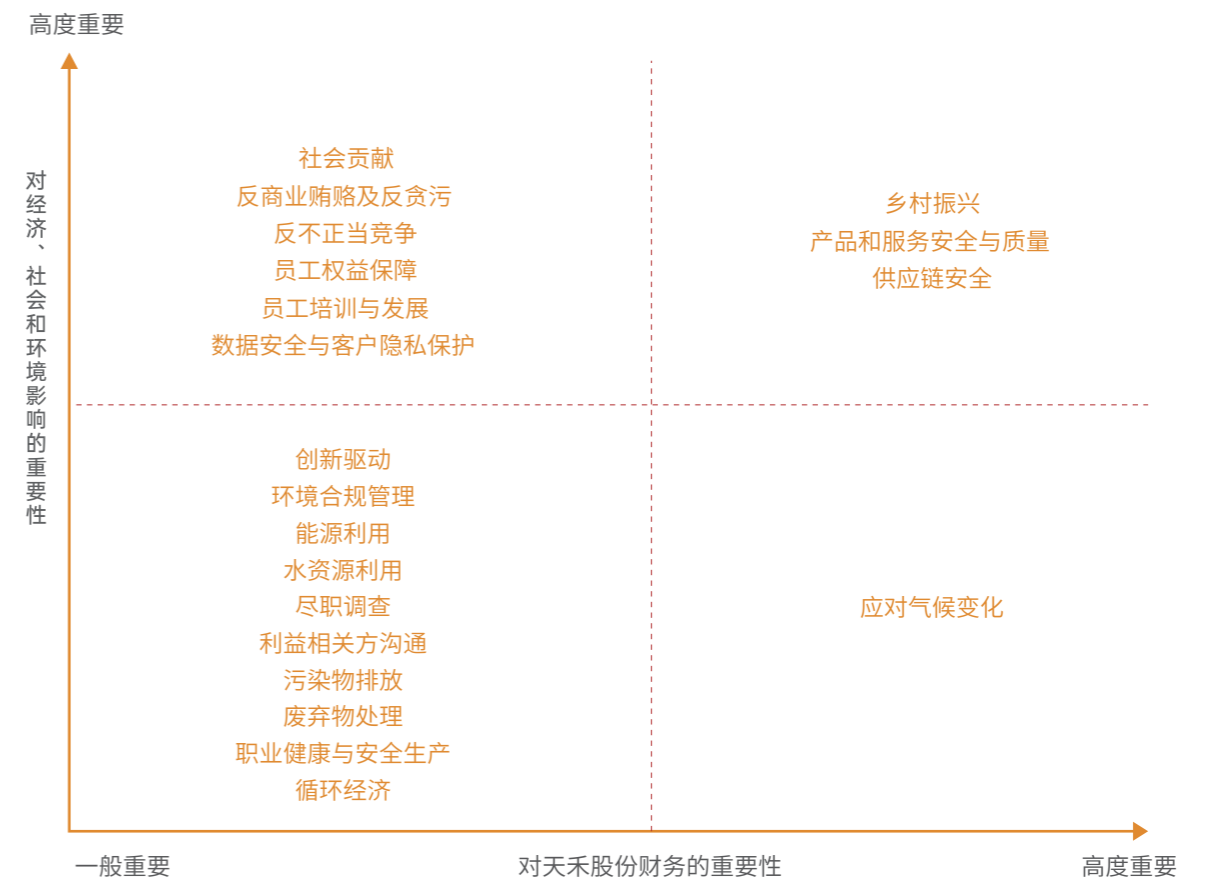 高度重要
对经济、社会和环境影响的重要性
社会贡献
反商业贿赂及反贪污
反不正当竞争
员工权益保障
员工培训与发展
数据安全与客户隐私保护
乡村振兴
产品和服务安全与质量
供应链安全
创新驱动
环境合规管理
能源利用
水资源利用
尽职调查
利益相关方沟通
污染物排放
废弃物处理
职业健康与安全生产
循环经济
应对气候变化
一般重要
对天禾股份财务的重要性
高度重要